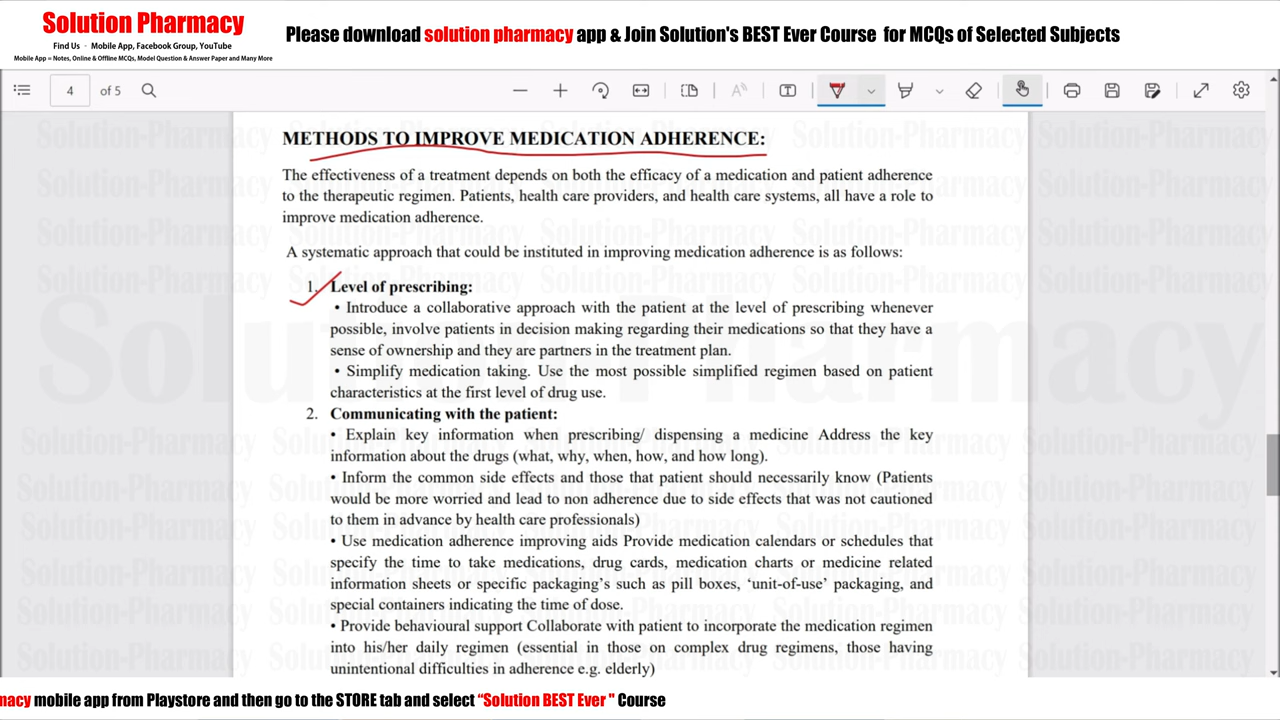 Solution Pharmacy
Find Us - Mobile App, Facebook Group, YouTube
Mobile App = Notes, Online & Offline MCQs, Model Question & Answer Paper and Many More
Please download solution pharmacy app & Join Solution's BEST Ever Course for MCQs of Selected Subjects
4 of 5
METHODS TO IMPROVE MEDICATION ADHERENCE:
The effectiveness of a treatment depends on both the efficacy of a medication and patient adherence
to the therapeutic regimen. Patients, health care providers, and health care systems, all have a role to
improve medication adherence.
A systematic approach that could be instituted in improving medication adherence is as follows:
1. Level of prescribing:
• Introduce a collaborative approach with the patient at the level of prescribing whenever
possible, involve patients in decision making regarding their medications so that they have a
sense of ownership and they are partners in the treatment plan.
• Simplify medication taking. Use the most possible simplified regimen based on patient
characteristics at the first level of drug use.
2. Communicating with the patient:
• Explain key information when prescribing/ dispensing a medicine Address the key
information about the drugs (what, why, when, how, and how long).
• Inform the common side effects and those that patient should necessarily know (Patients
would be more worried and lead to non- adherence due to side effects that was not cautioned
to them in advance by health care professionals)
• Use medication adherence improving aids Provide medication calendars or schedules that
specify the time to take medications, drug cards, medication charts or medicine related
information sheets or specific packaging's such as pill boxes, 'unit-of-use' packaging, and
special containers indicating the time of dose.
• Provide behavioural support Collaborate with patient to incorporate the medication regimen
into his/her daily regimen (essential in those on complex drug regimens, those having
unintentional difficulties in adherence e.g. elderly)
Solution-Pharmacy
macy mobile app from Playstore and then go to the STORE tab and select “Solution BEST Ever " Course